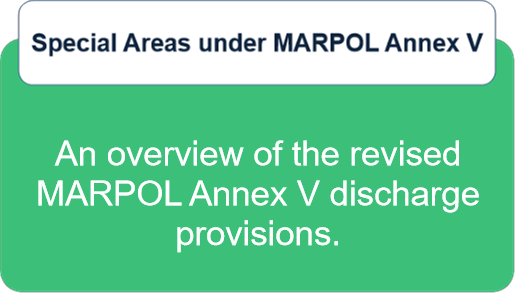 Special Areas under MARPOL Annex V
An overview of the revised
MARPOL Annex V discharge
provisions.